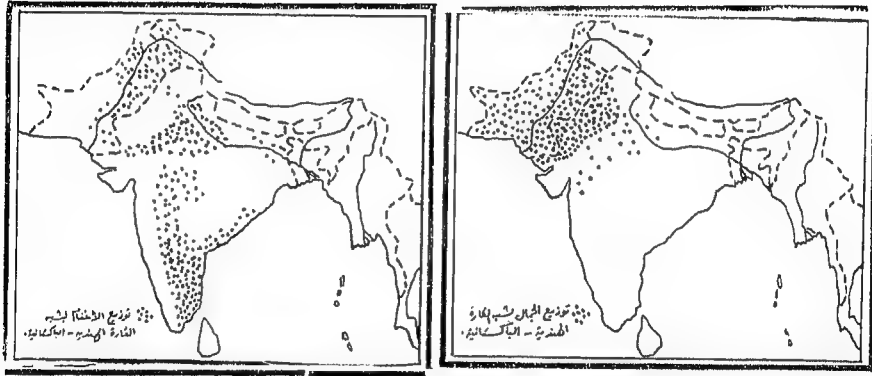 توزيع الأغنام لشبه
القارة الهندية - الباكستانية.
توزيع الجمال لشبه القارة
الهندية - الباكستانية.